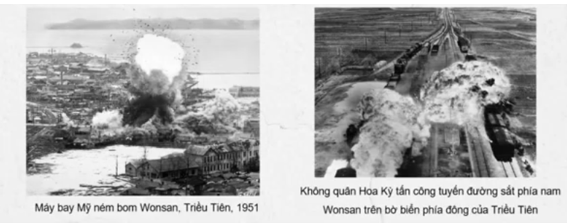 Máy bay Mỹ ném bom Wonsan, Triều Tiên, 1951
Không quân Hoa Kỳ tấn công tuyến đường sắt phía nam
Wonsan trên bờ biển phía đông của Triều Tiên